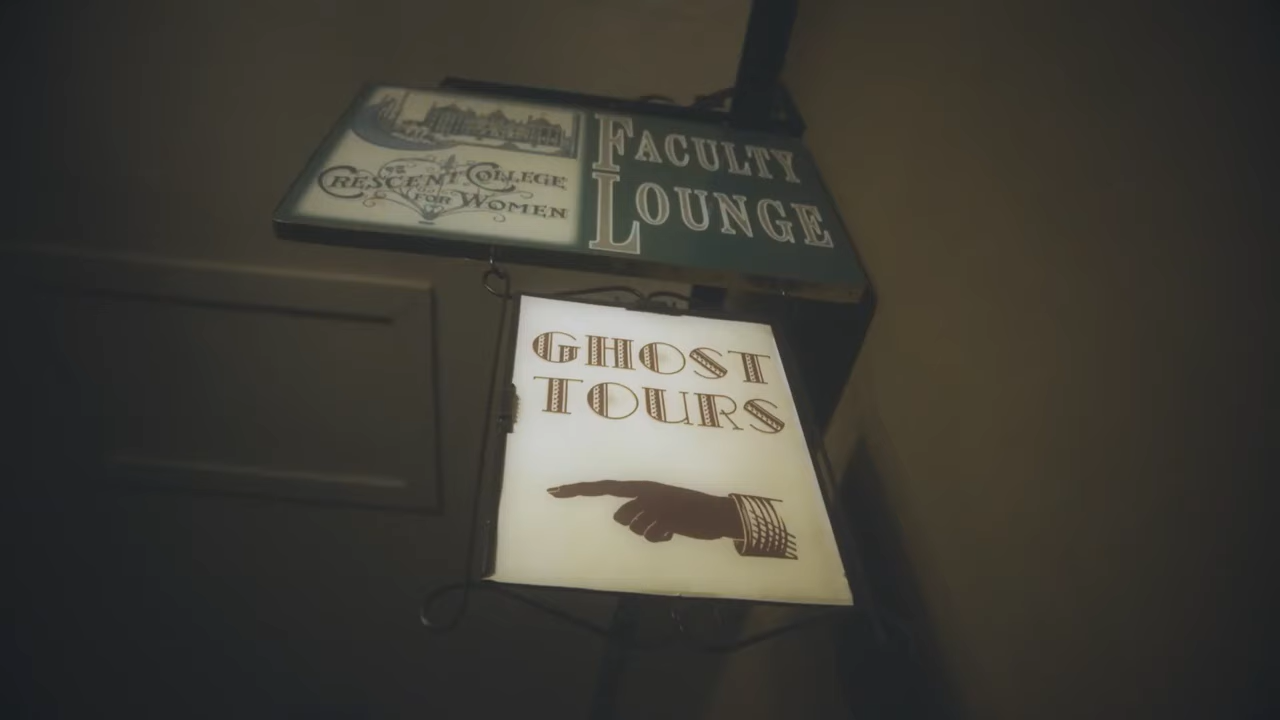 Crescent College
for Women
Faculty
Lounge
GHOST
TOURS